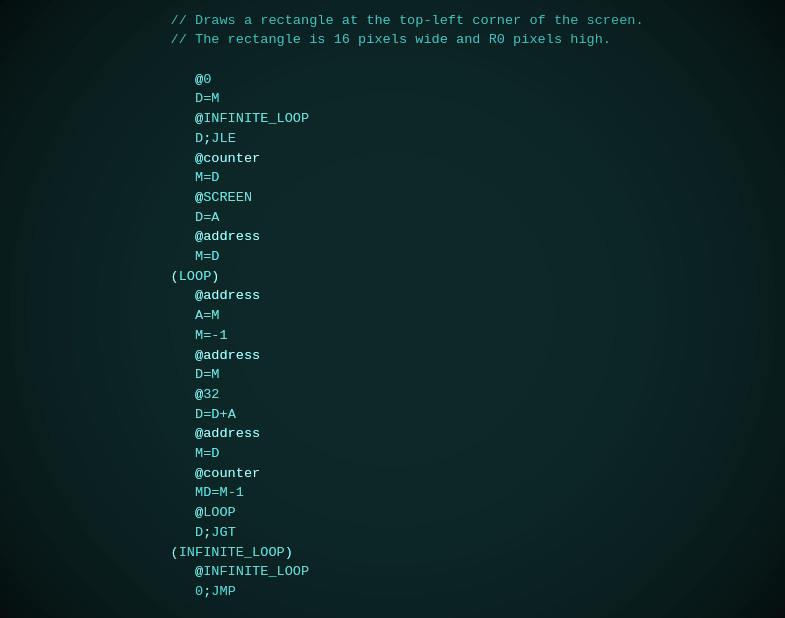 // Draws a rectangle at the top-left corner of the screen.
// The rectangle is 16 pixels wide and R0 pixels high.
@0
D=M
@INFINITE_LOOP
D;JLE
@counter
M=D
@SCREEN
D=A
@address
M=D
(LOOP)
@address
A=M
M=-1
@address
D=M
@32
D=D+A
@address
M=D
@counter
MD=M-1
@LOOP
D;JGT
(INFINITE_LOOP)
@INFINITE_LOOP
0;JMP